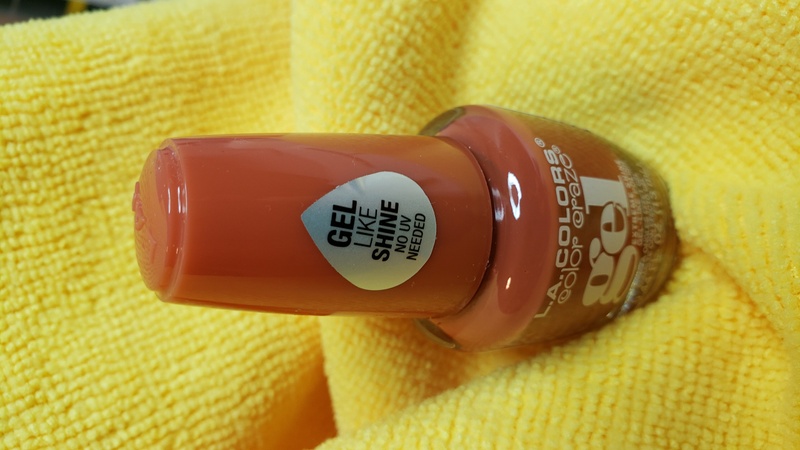 GEL
LIKE
SHINE
NO UV
NEEDED
L.A. COLORS®
color craze®
gel